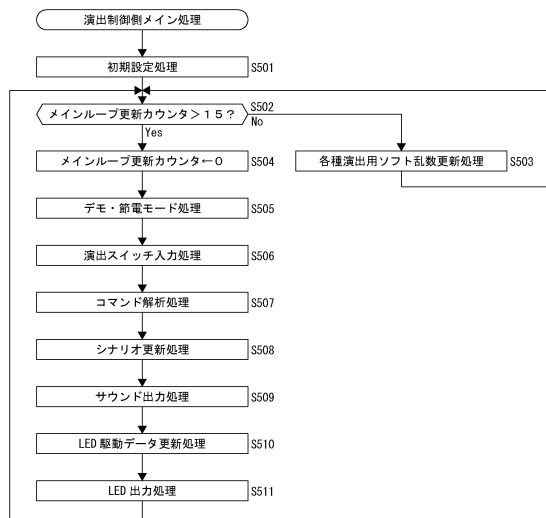 演出制御側メイン処理
初期設定処理 S501
メインループ更新カウンタ＞１５？ S502
No
Yes
メインループ更新カウンタ←０ S504
各種演出用ソフト乱数更新処理 S503
デモ・節電モード処理 S505
演出スイッチ入力処理 S506
コマンド解析処理 S507
シナリオ更新処理 S508
サウンド出力処理 S509
LED 駆動データ更新処理 S510
LED 出力処理 S511